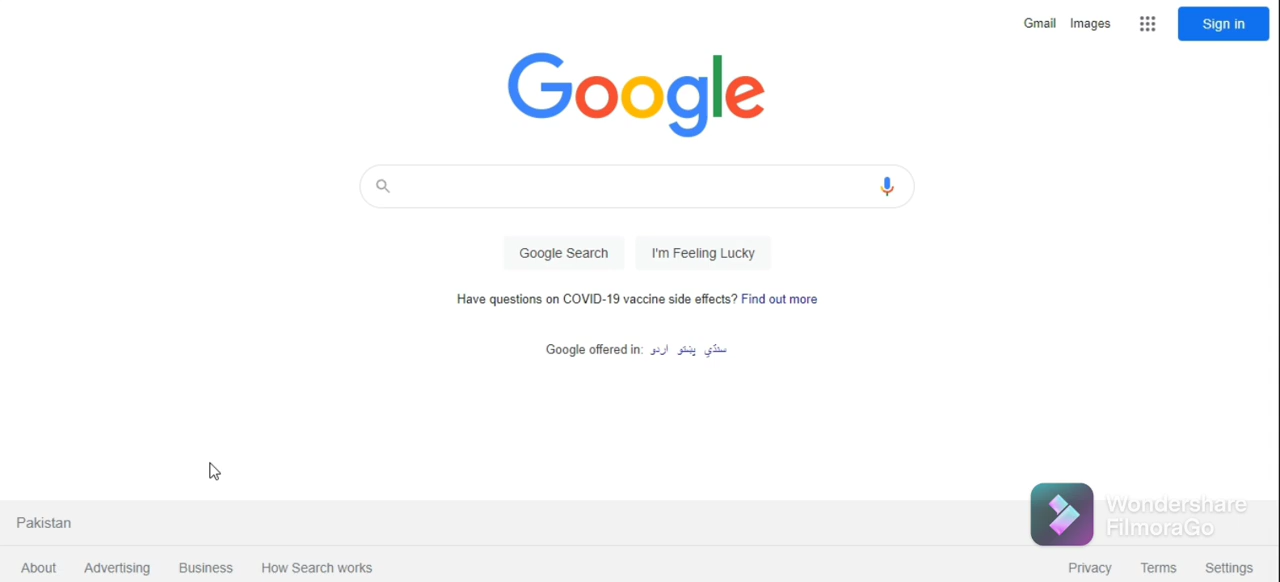 Gmail Images Sign in
Google
Google Search I'm Feeling Lucky
Have questions on COVID-19 vaccine side effects? Find out more
Google offered in: اردو پښتو سنڌي
Pakistan
Wondershare
FilmoraGo
About Advertising Business How Search works Privacy Terms Settings